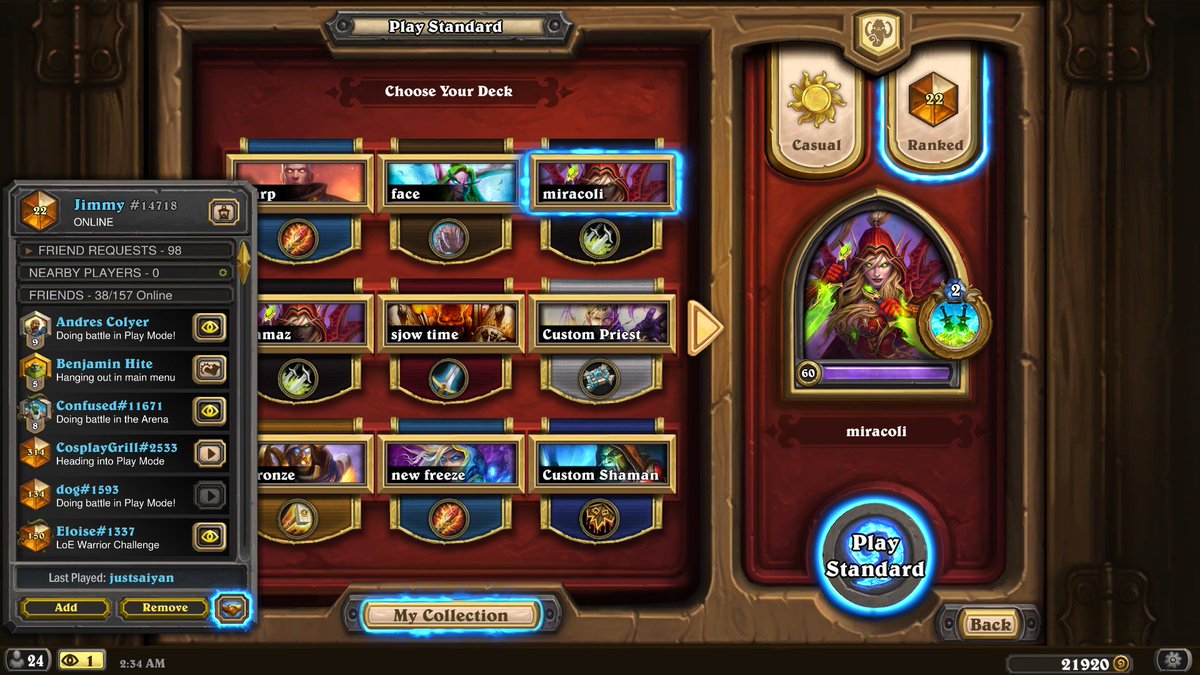 Play Standard
Choose Your Deck
Casual
22
Ranked
arp
face
miracoli
22
Jimmy #14718
ONLINE
FRIEND REQUESTS - 98
NEARBY PLAYERS - 0
FRIENDS - 38/157 Online
Andres Colyer
Doing battle in Play Mode!
9
Benjamin Hite
Hanging out in main menu
5
Confused#11671
Doing battle in the Arena
8
CosplayGrill#2533
Heading into Play Mode
314
dog#1593
Doing battle in Play Mode!
134
Eloise#1337
LoE Warrior Challenge
150
Last Played: justsaiyan
Add
Remove
amaz
sjow time
Custom Priest
ronze
new freeze
Custom Shaman
My Collection
2
60
miracoli
Play
Standard
Back
24
1
2:34 AM
21920